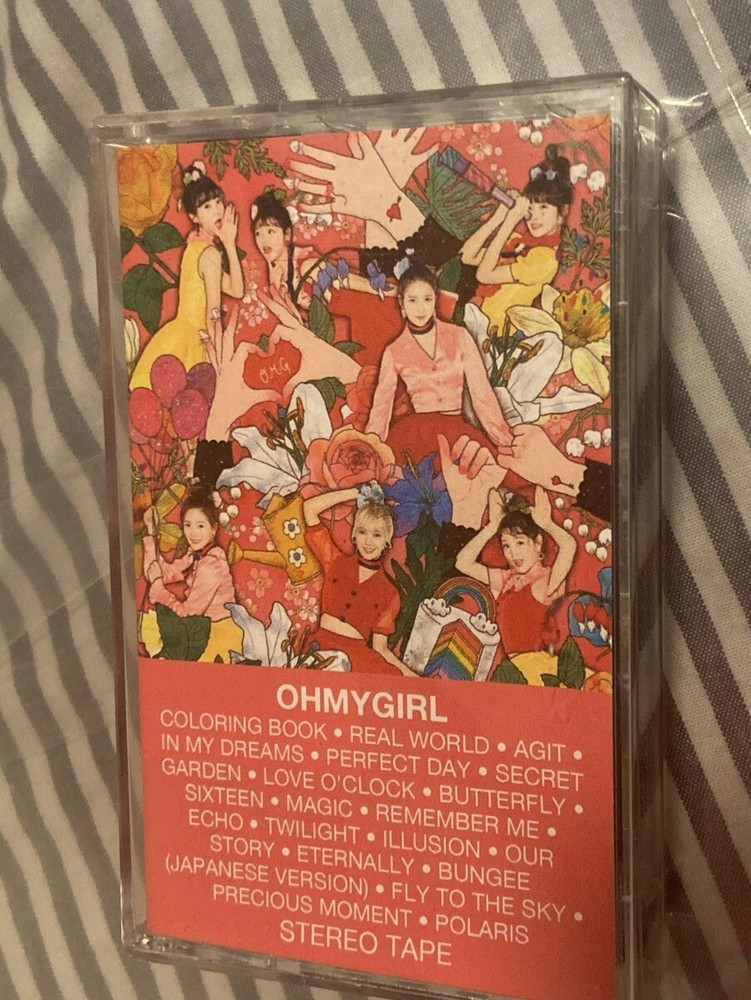 O.M.G
OHMYGIRL
COLORING BOOK • REAL WORLD • AGIT •
IN MY DREAMS • PERFECT DAY • SECRET
GARDEN • LOVE O'CLOCK • BUTTERFLY •
SIXTEEN • MAGIC • REMEMBER ME •
ECHO • TWILIGHT • ILLUSION • OUR
STORY • ETERNALLY • BUNGEE
(JAPANESE VERSION) • FLY TO THE SKY •
PRECIOUS MOMENT • POLARIS
STEREO TAPE